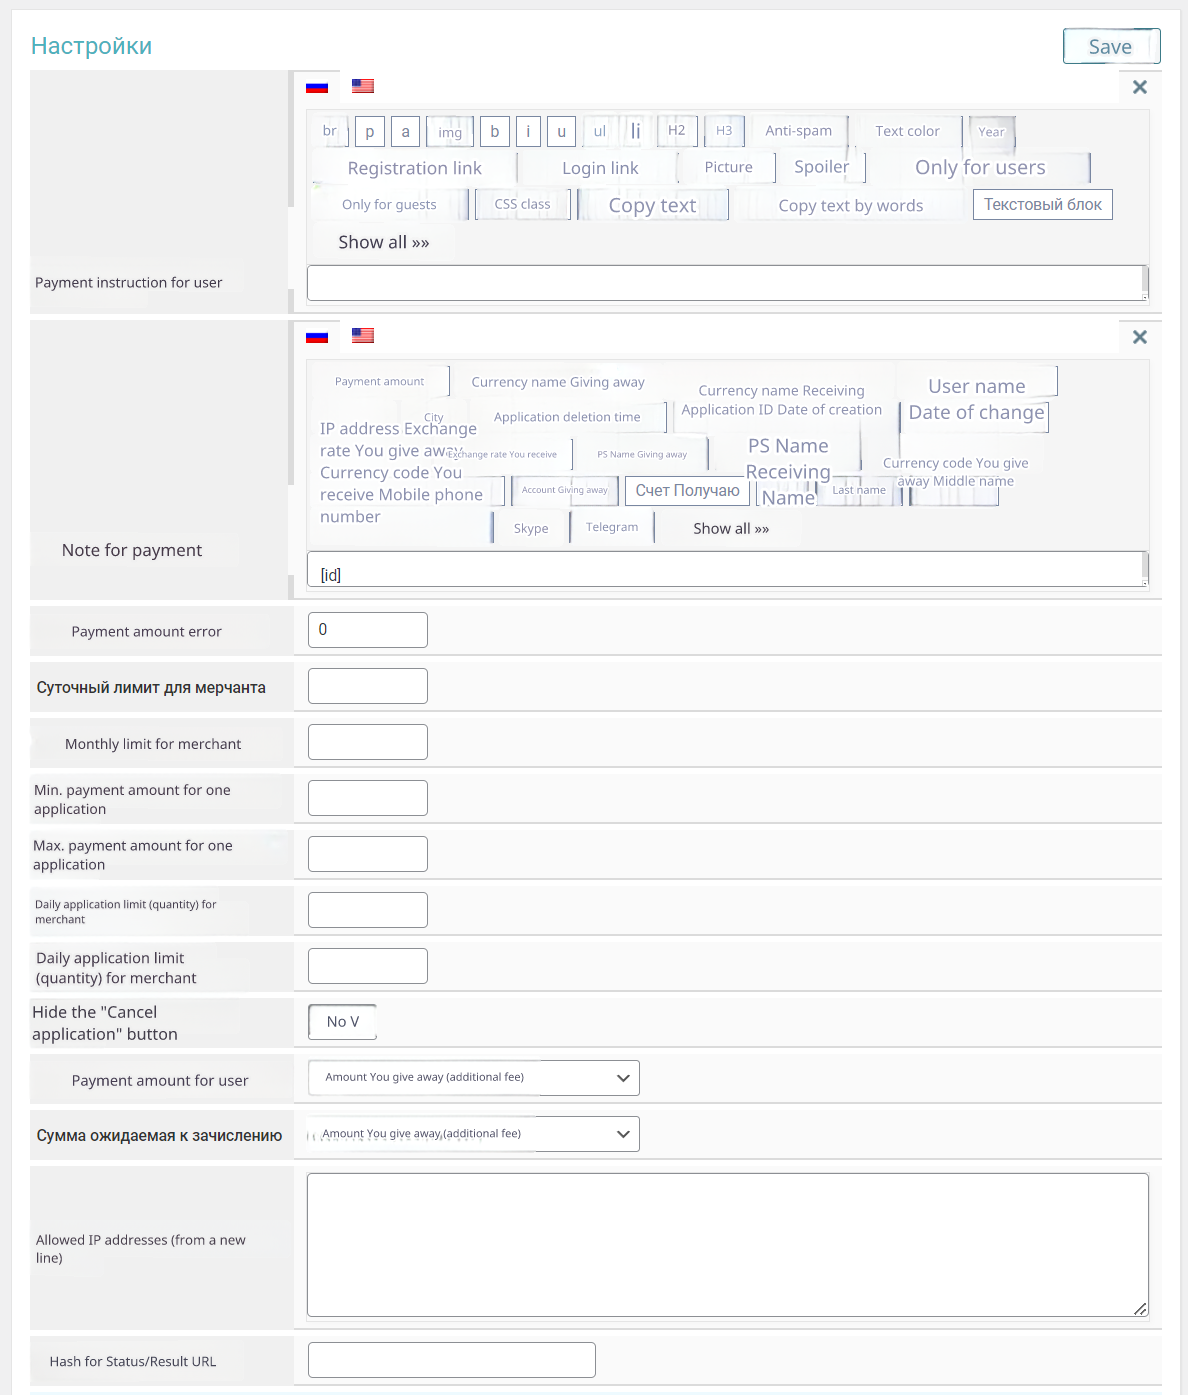 Настройки
Save
br p a img b i u ul li H2 H3 Anti-spam Text color Year
Registration link Login link Picture Spoiler Only for users
Only for guests CSS class Copy text Copy text by words Текстовый блок
Show all »»
Payment instruction for user
Payment amount Currency name Giving away
Currency name Receiving
Application ID Date of creation
User name
Date of change
City Application deletion time
IP address Exchange
rate You give away
Currency code You
receive Mobile phone
number
Exchange rate You receive PS Name Giving away
PS Name
Receiving
Name
Currency code You give
away Middle name
Account Giving away Счет Получаю Last name
Skype Telegram Show all »»
Note for payment
[id]
Payment amount error 0
Суточный лимит для мерчанта
Monthly limit for merchant
Min. payment amount for one
application
Max. payment amount for one
application
Daily application limit (quantity) for
merchant
Daily application limit
(quantity) for merchant
Hide the "Cancel
application" button
No V
Payment amount for user Amount You give away (additional fee)
Сумма ожидаемая к зачислению Amount You give away (additional fee)
Allowed IP addresses (from a new
line)
Hash for Status/Result URL